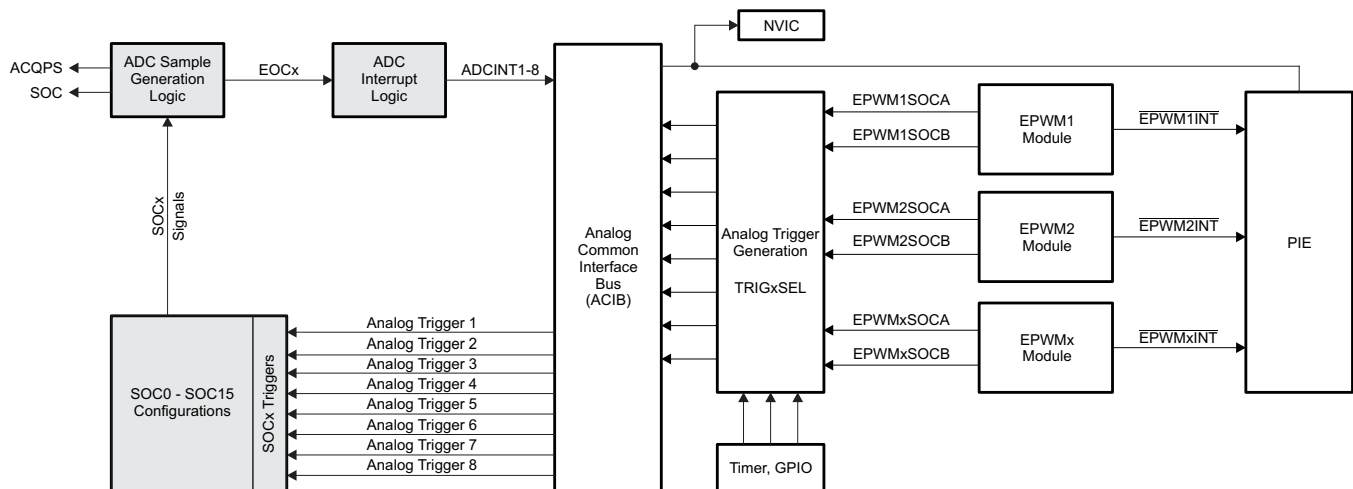 NVIC
ACQPS
SOC
ADC Sample
Generation
Logic
EOCx
ADC
Interrupt
Logic
ADCINT1-8
SOCx
Signals
SOC0 - SOC15
Configurations
SOCx Triggers
Analog Trigger 1
Analog Trigger 2
Analog Trigger 3
Analog Trigger 4
Analog Trigger 5
Analog Trigger 6
Analog Trigger 7
Analog Trigger 8
Analog
Common
Interface
Bus
(ACIB)
Analog Trigger
Generation
TRIGxSEL
Timer, GPIO
EPWM1SOCA
EPWM1SOCB
EPWM2SOCA
EPWM2SOCB
EPWMxSOCA
EPWMxSOCB
EPWM1
Module
EPWM2
Module
EPWMx
Module
EPWM1INT
EPWM2INT
EPWMxINT
PIE